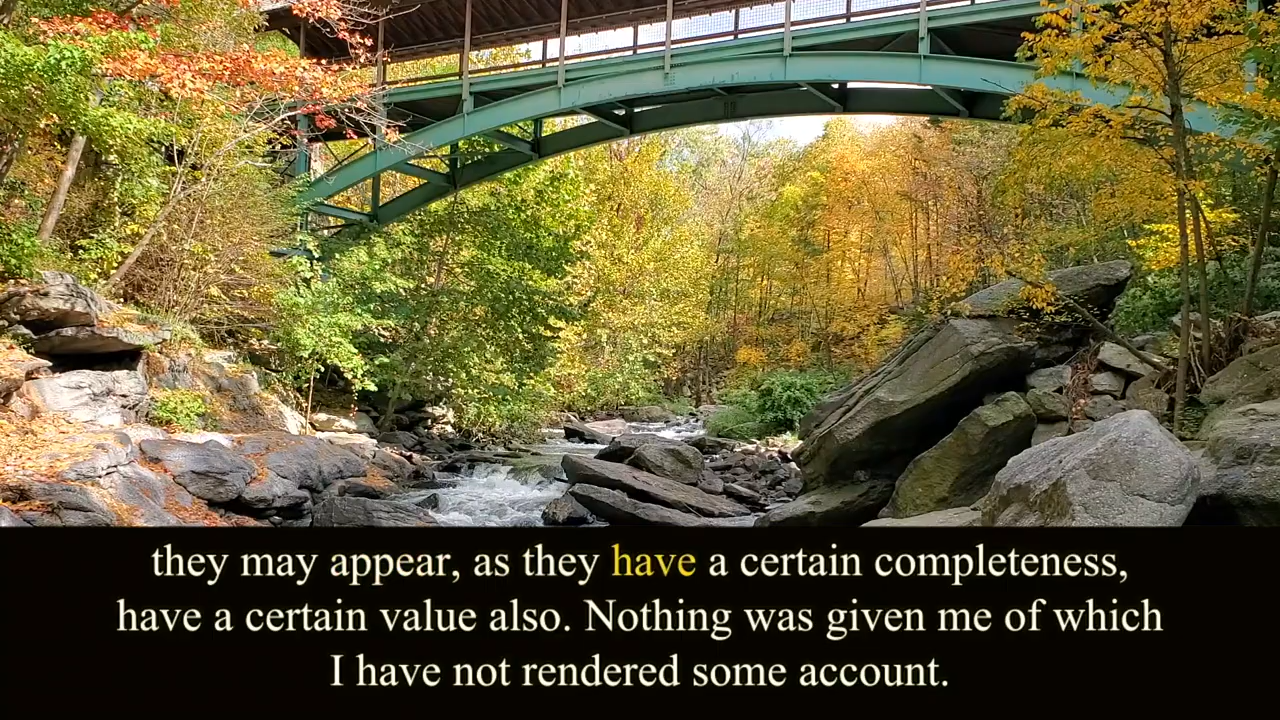 they may appear, as they have a certain completeness,
have a certain value also. Nothing was given me of which
I have not rendered some account.